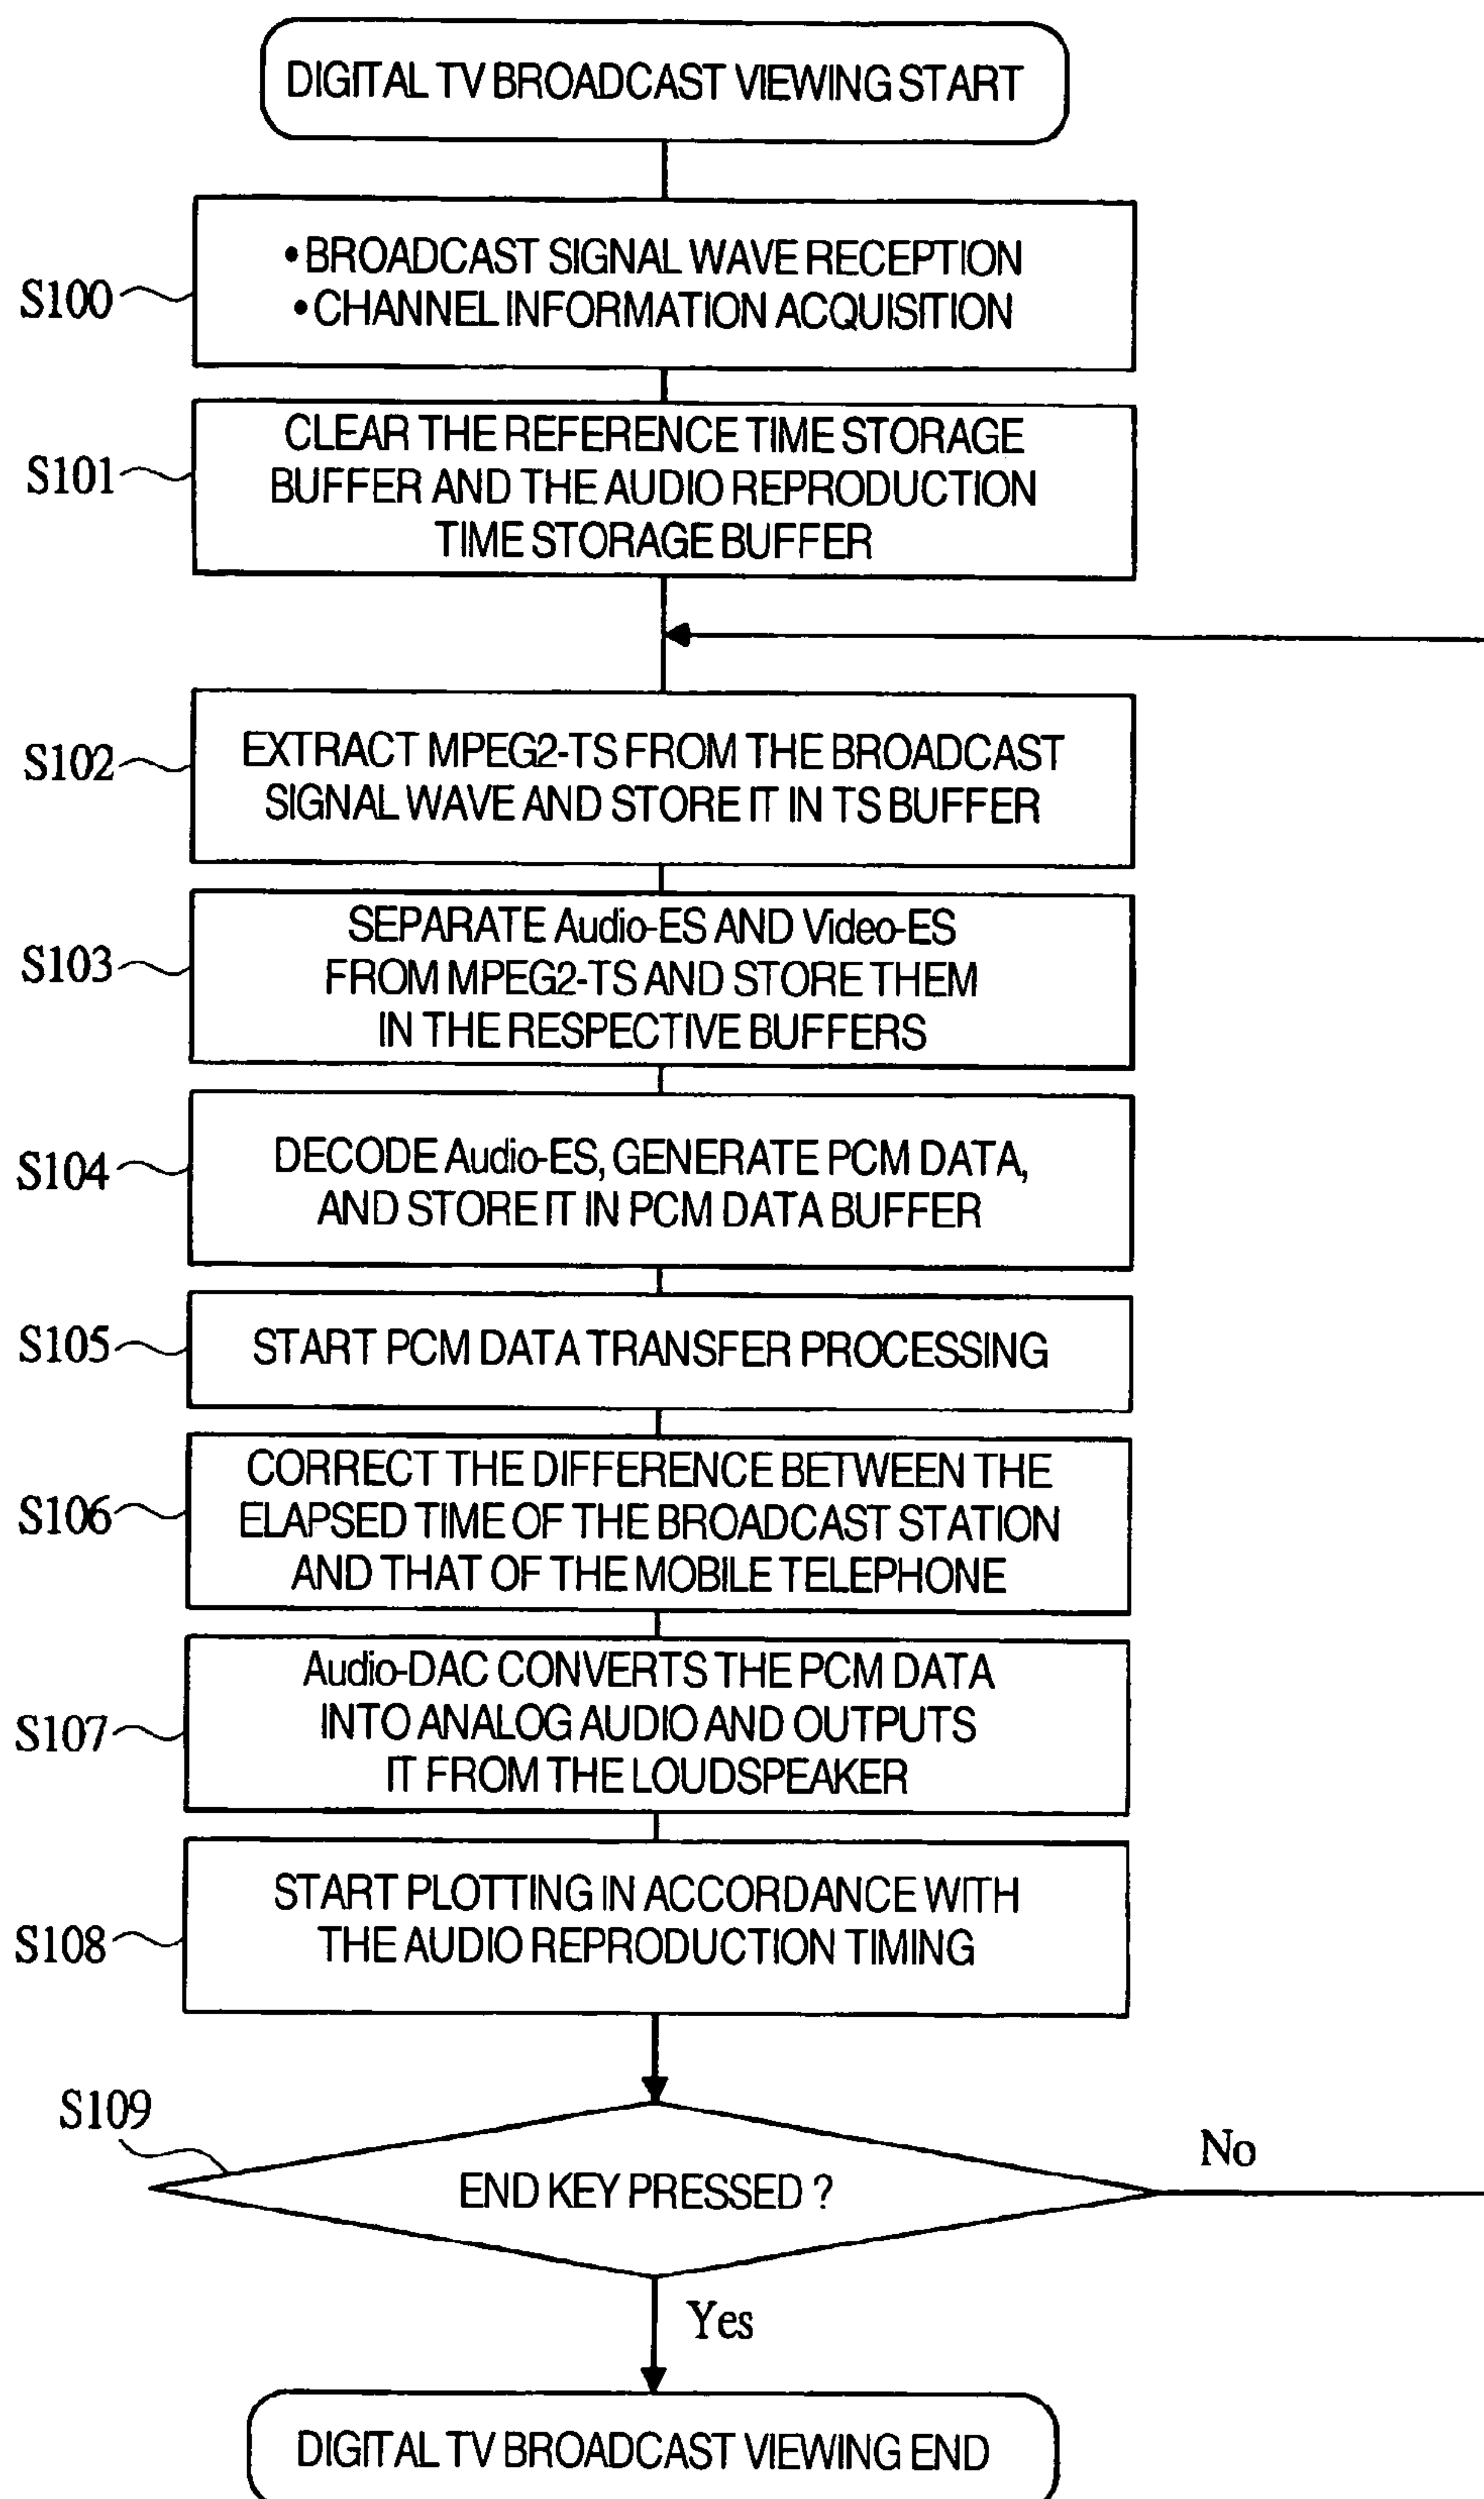 DIGITAL TV BROADCAST VIEWING START
•BROADCAST SIGNAL WAVE RECEPTION
S100
•CHANNEL INFORMATION ACQUISITION
CLEAR THE REFERENCE TIME STORAGE
S101
BUFFER AND THE AUDIO REPRODUCTION
TIME STORAGE BUFFER
S102
EXTRACT MPEG2-TS FROM THE BROADCAST
SIGNAL WAVE AND STORE IT IN TS BUFFER
SEPARATE Audio-ES AND Video-ES
S103
FROM MPEG2-TS AND STORE THEM
IN THE RESPECTIVE BUFFERS
S104
DECODE Audio-ES, GENERATE PCM DATA,
AND STORE IT IN PCM DATA BUFFER
S105
START PCM DATA TRANSFER PROCESSING
CORRECT THE DIFFERENCE BETWEEN THE
S106
ELAPSED TIME OF THE BROADCAST STATION
AND THAT OF THE MOBILE TELEPHONE
Audio-DAC CONVERTS THE PCM DATA
S107
INTO ANALOG AUDIO AND OUTPUTS
IT FROM THE LOUDSPEAKER
START PLOTTING IN ACCORDANCE WITH
S108
THE AUDIO REPRODUCTION TIMING
S109
No
END KEY PRESSED ?
Yes
DIGITAL TV BROADCAST VIEWING END